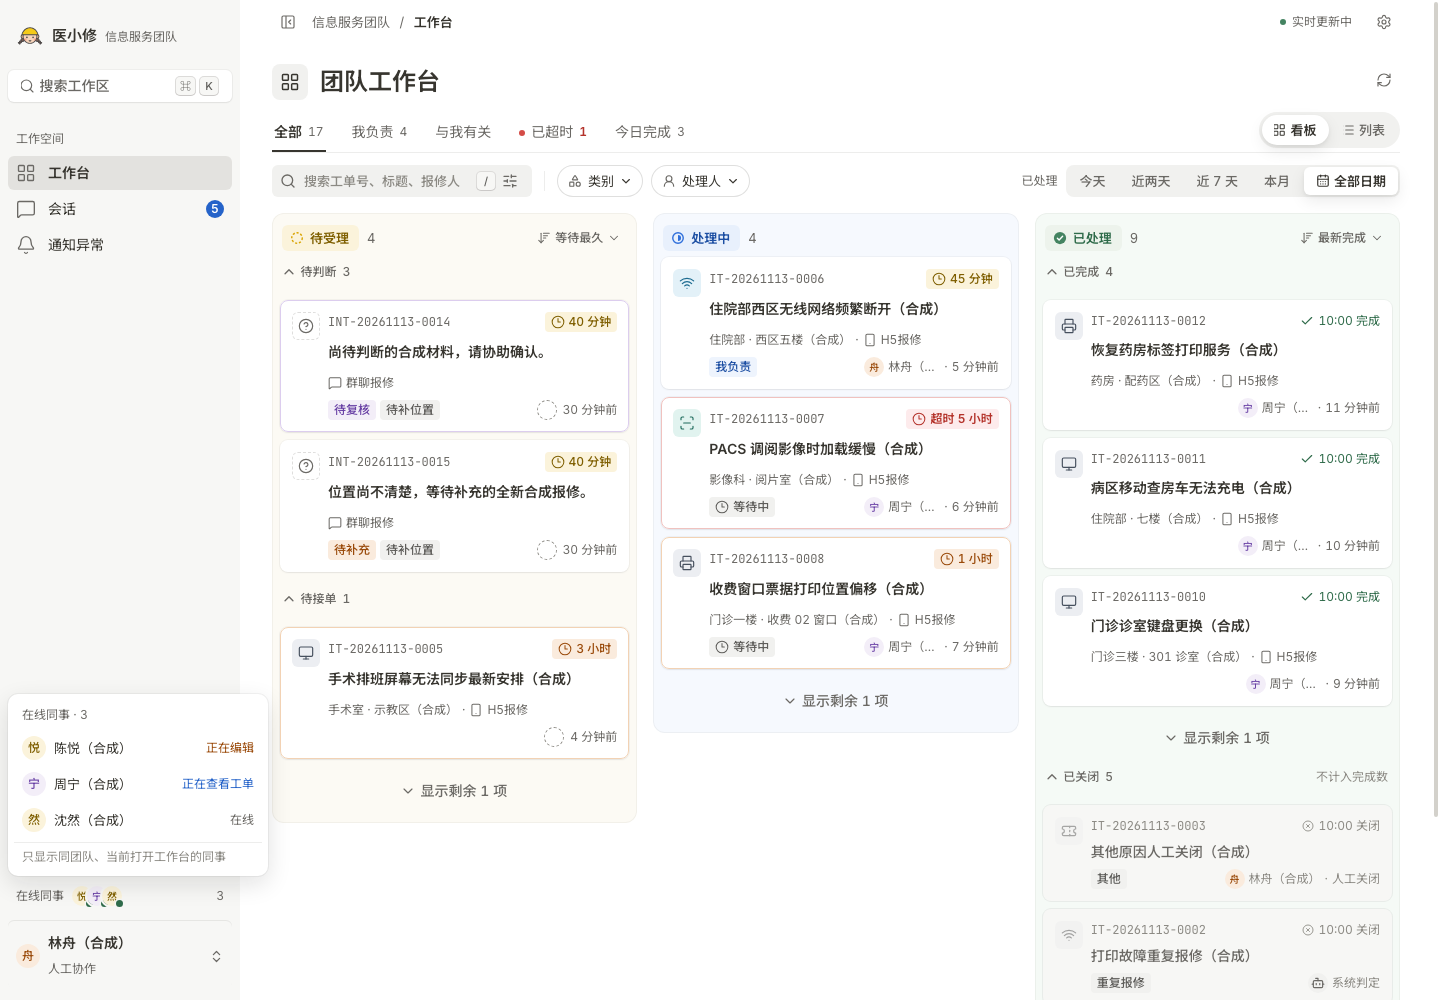 医小修 信息服务团队
搜索工作区 ⌘ K
工作空间
工作台
会话 5
通知异常
在线同事 · 3
悦 陈悦（合成） 正在编辑
宁 周宁（合成） 正在查看工单
然 沈然（合成） 在线
只显示同团队、当前打开工作台的同事
在线同事 悦 宁 然 3
舟 林舟（合成）
人工协作
信息服务团队 / 工作台
实时更新中
团队工作台
全部 17 我负责 4 与我有关 已超时 1 今日完成 3
看板 列表
搜索工单号、标题、报修人 /
类别 处理人
已处理 今天 近两天 近 7 天 本月 全部日期
待受理 4 等待最久
待判断 3
INT-20261113-0014 40 分钟
尚待判断的合成材料，请协助确认。
群聊报修
待复核 待补位置 30 分钟前
INT-20261113-0015 40 分钟
位置尚不清楚，等待补充的全新合成报修。
群聊报修
待补充 待补位置 30 分钟前
待接单 1
IT-20261113-0005 3 小时
手术排班屏幕无法同步最新安排（合成）
手术室 · 示教区（合成） · H5报修
4 分钟前
显示剩余 1 项
处理中 4
IT-20261113-0006 45 分钟
住院部西区无线网络频繁断开（合成）
住院部 · 西区五楼（合成） · H5报修
我负责 舟 林舟（... · 5 分钟前
IT-20261113-0007 超时 5 小时
PACS 调阅影像时加载缓慢（合成）
影像科 · 阅片室（合成） · H5报修
等待中 宁 周宁（... · 6 分钟前
IT-20261113-0008 1 小时
收费窗口票据打印位置偏移（合成）
门诊一楼 · 收费 02 窗口（合成） · H5报修
等待中 宁 周宁（... · 7 分钟前
显示剩余 1 项
已处理 9 最新完成
已完成 4
IT-20261113-0012 10:00 完成
恢复药房标签打印服务（合成）
药房 · 配药区（合成） · H5报修
宁 周宁（... · 11 分钟前
IT-20261113-0011 10:00 完成
病区移动查房车无法充电（合成）
住院部 · 七楼（合成） · H5报修
宁 周宁（... · 10 分钟前
IT-20261113-0010 10:00 完成
门诊诊室键盘更换（合成）
门诊三楼 · 301 诊室（合成） · H5报修
宁 周宁（... · 9 分钟前
显示剩余 1 项
已关闭 5 不计入完成数
IT-20261113-0003 10:00 关闭
其他原因人工关闭（合成）
其他 舟 林舟（合成） · 人工关闭
IT-20261113-0002 10:00 关闭
打印故障重复报修（合成）
重复报修 系统判定